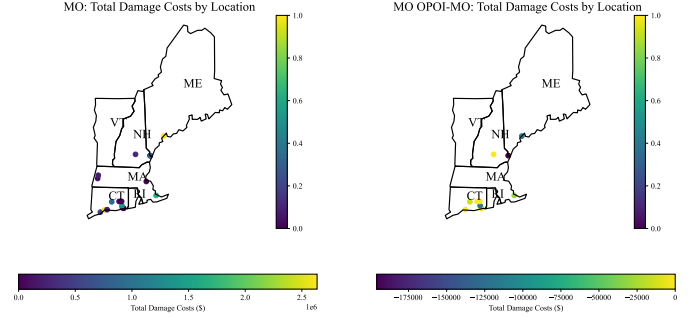 MO: Total Damage Costs by Location
1.0
0.8
0.6
0.4
0.2
0.0
ME
VT
NH
MA
CT
RI
0.0
0.5
1.0
1.5
2.0
2.5
1e6
Total Damage Costs ($)
MO OPOI-MO: Total Damage Costs by Location
1.0
0.8
0.6
0.4
0.2
0.0
ME
VT
NH
MA
CT
RI
−175000
−150000
−125000
−100000
−75000
−50000
−25000
0
Total Damage Costs ($)